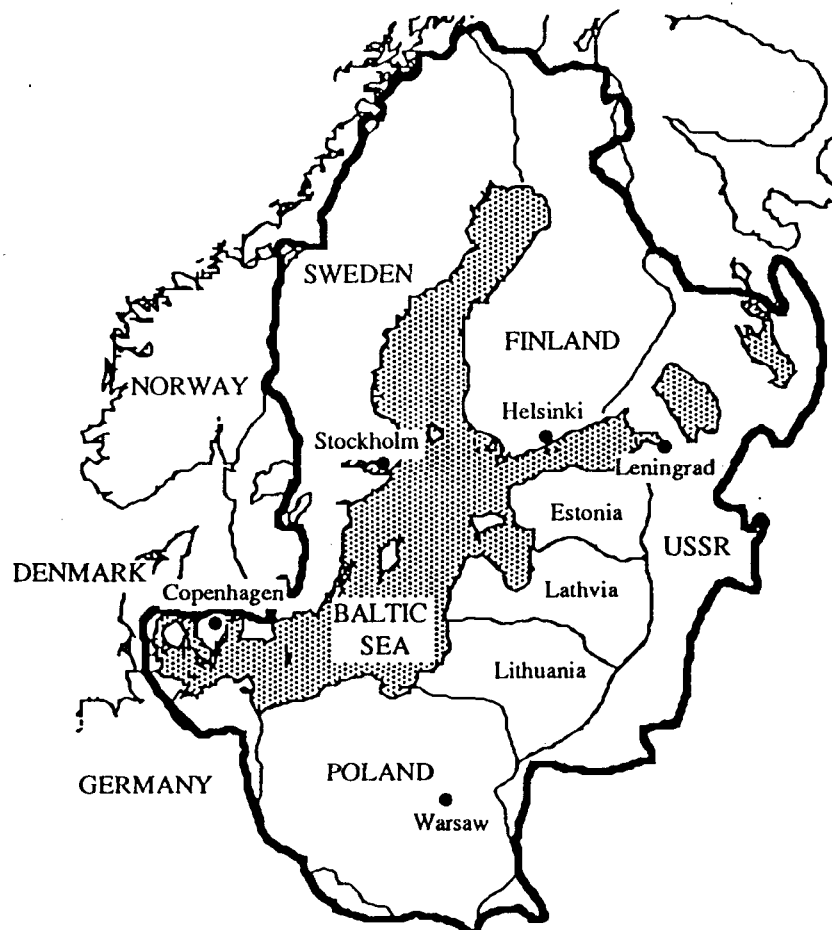 SWEDEN
FINLAND
NORWAY
Helsinki
Stockholm
Leningrad
Estonia
USSR
DENMARK
Copenhagen
Lathvia
BALTIC
SEA
Lithuania
POLAND
GERMANY
Warsaw